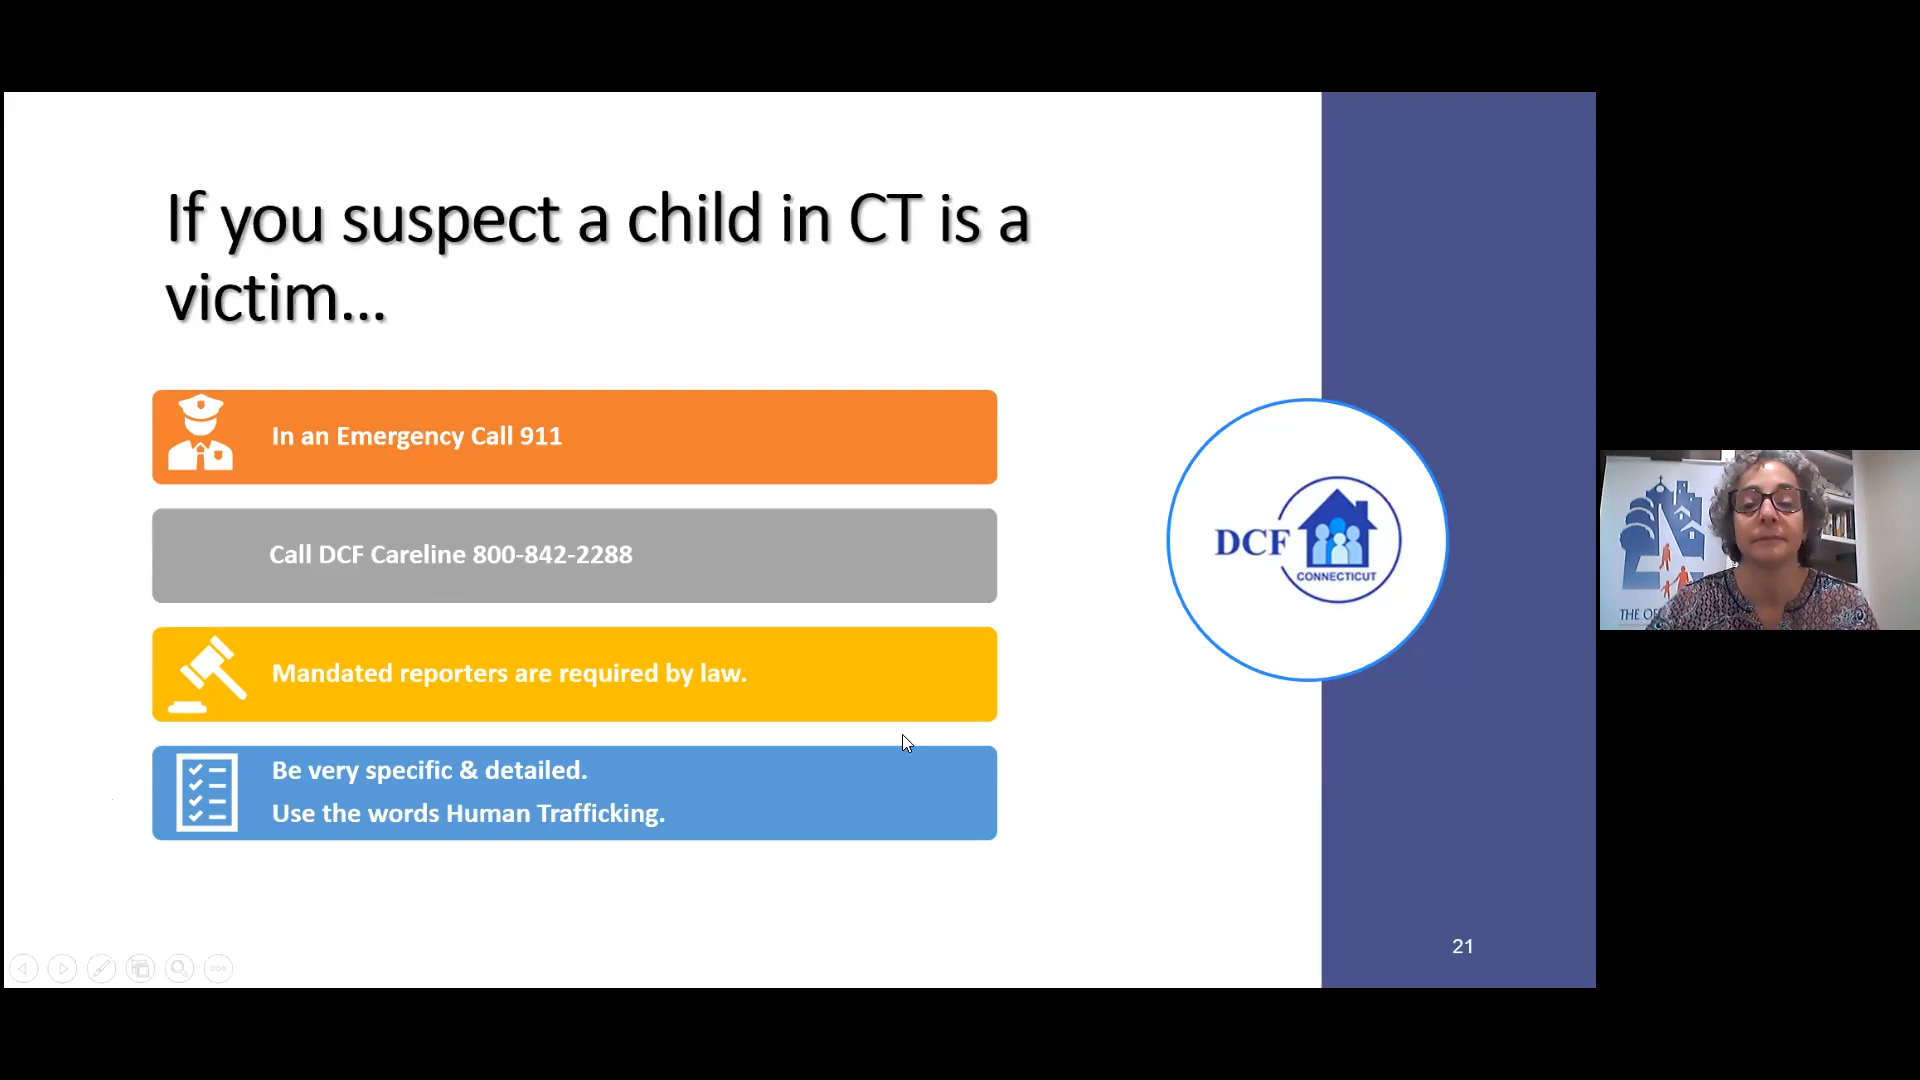 If you suspect a child in CT is a
victim...
In an Emergency Call 911
Call DCF Careline 800-842-2288
Mandated reporters are required by law.
Be very specific & detailed.
Use the words Human Trafficking.
DCF
CONNECTICUT
THE
21